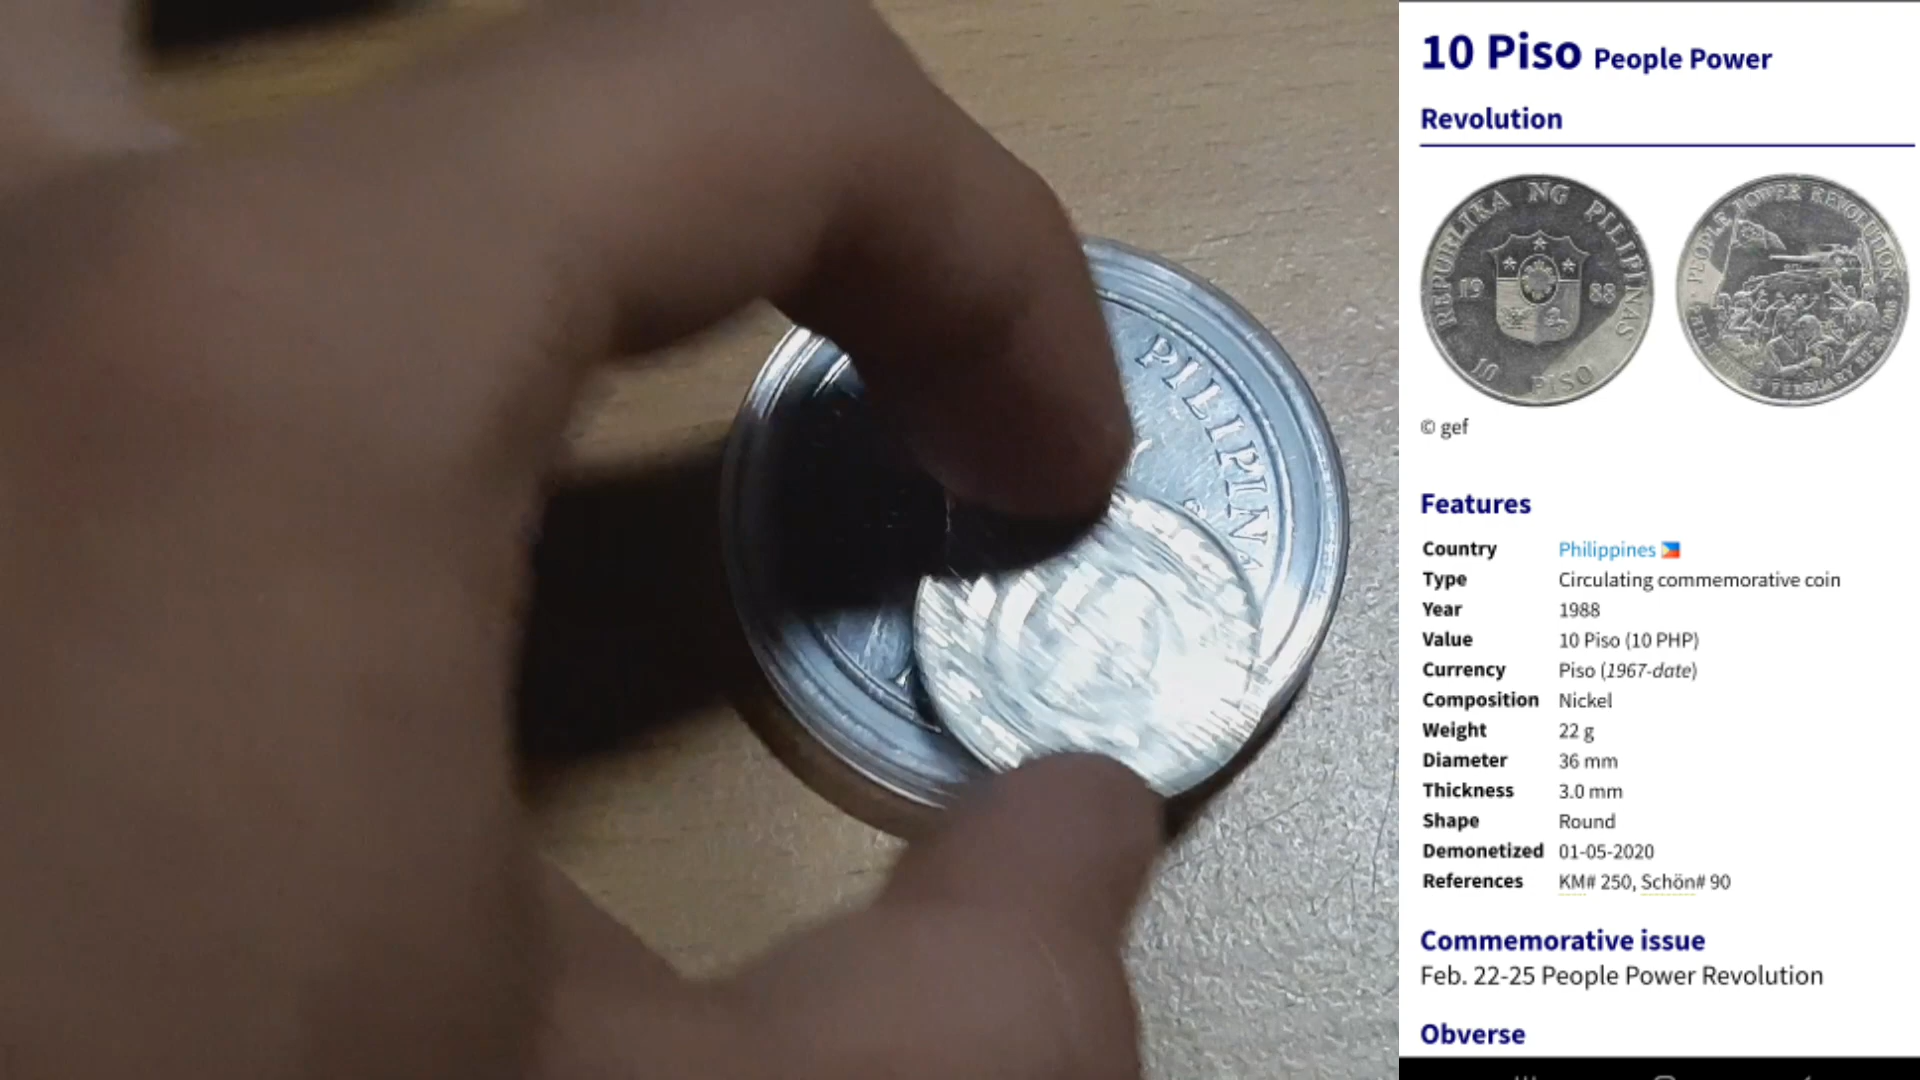 PILIPINA
10 Piso People Power
Revolution
REPUBLIKA NG PILIPINAS
19 88
10 PISO
PEOPLE POWER REVOLUTION
© gef
Features
Country Philippines
Type Circulating commemorative coin
Year 1988
Value 10 Piso (10 PHP)
Currency Piso (1967-date)
Composition Nickel
Weight 22 g
Diameter 36 mm
Thickness 3.0 mm
Shape Round
Demonetized 01-05-2020
References KM# 250, Schön# 90
Commemorative issue
Feb. 22-25 People Power Revolution
Obverse